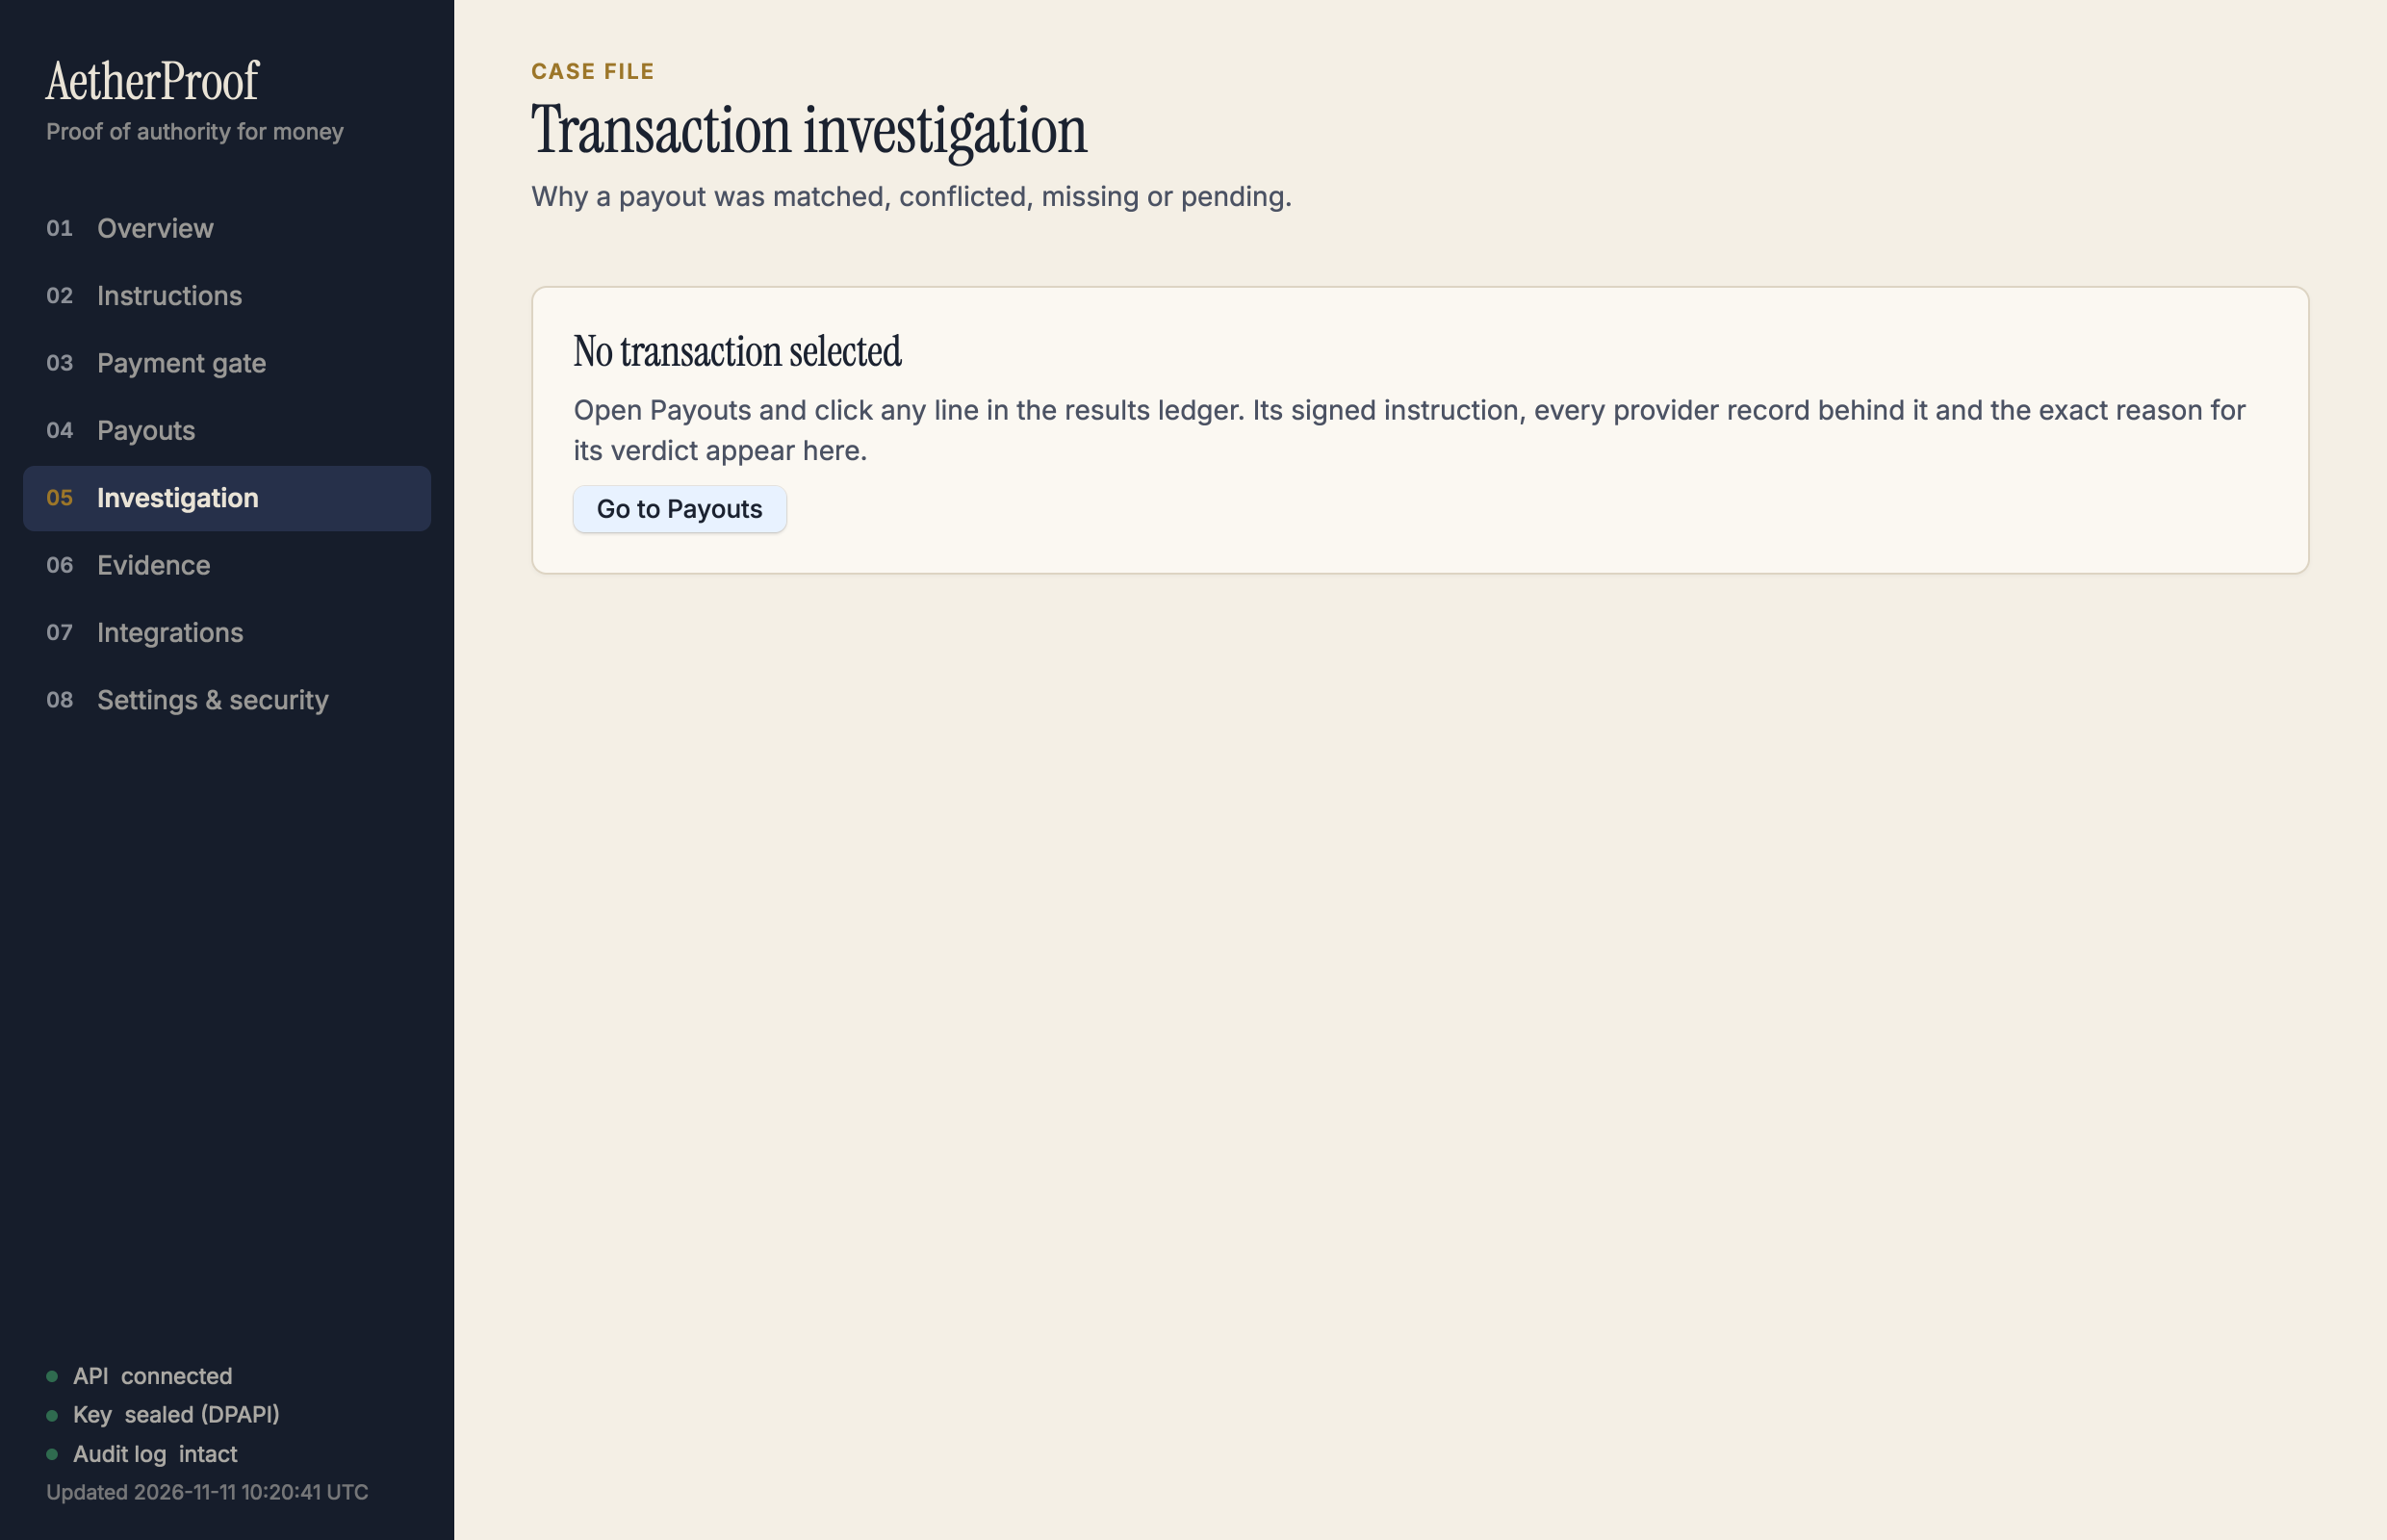 AetherProof
Proof of authority for money
01 Overview
02 Instructions
03 Payment gate
04 Payouts
05 Investigation
06 Evidence
07 Integrations
08 Settings & security
API connected
Key sealed (DPAPI)
Audit log intact
Updated 2026-11-11 10:20:41 UTC
CASE FILE
Transaction investigation
Why a payout was matched, conflicted, missing or pending.
No transaction selected
Open Payouts and click any line in the results ledger. Its signed instruction, every provider record behind it and the exact reason for
its verdict appear here.
Go to Payouts